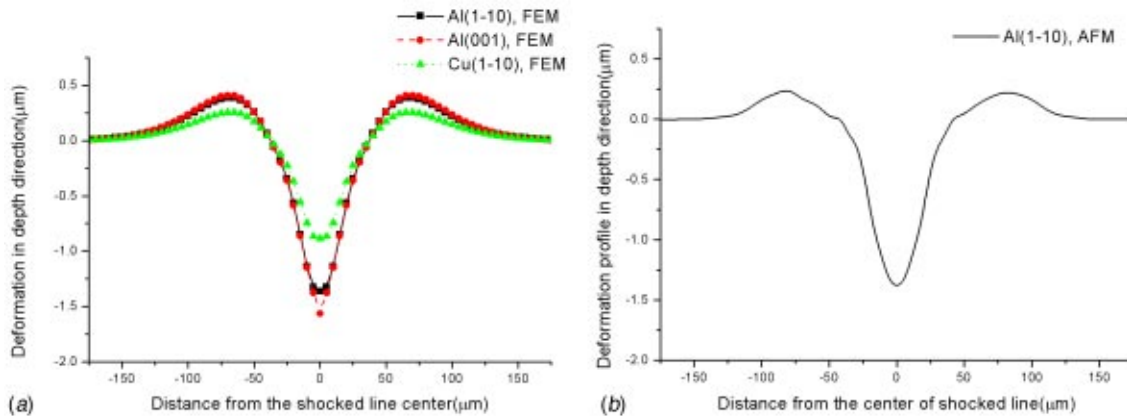 Al(1-10), FEM
Al(001), FEM
Cu(1-10), FEM
Deformation in depth direction(μm)
0.5
0.0
-0.5
-1.0
-1.5
-2.0
-150 -100 -50 0 50 100 150
(a) Distance from the shocked line center(μm)
Al(1-10), AFM
Deformation profile in depth direction(μm)
0.5
0.0
-0.5
-1.0
-1.5
-2.0
-150 -100 -50 0 50 100 150
(b) Distance from the center of shocked line(μm)